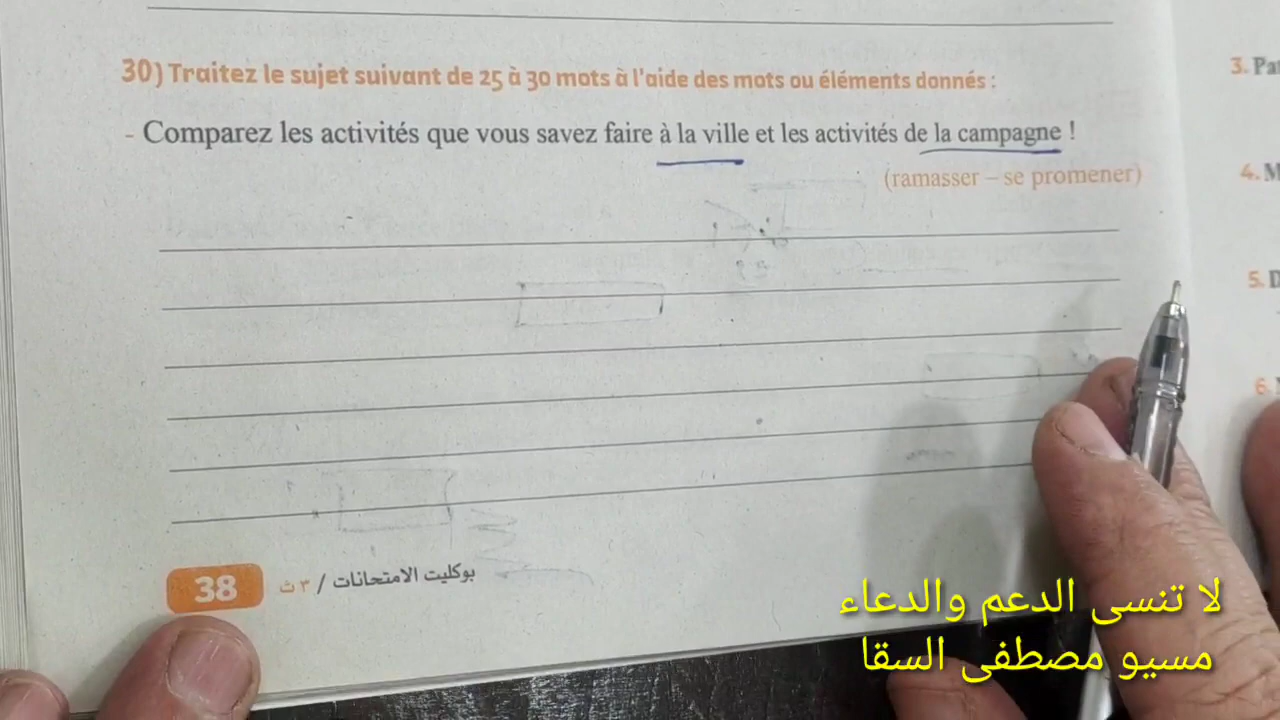 30) Traitez le sujet suivant de 25 à 30 mots à l'aide des mots ou éléments donnés :
- Comparez les activités que vous savez faire à la ville et les activités de la campagne !
(ramasser – se promener)
38
بوكليت الامتحانات / ٣ ث
3. Pa
4. M
5. D
6.
لا تنسى الدعم والدعاء
مسيو مصطفى السقا